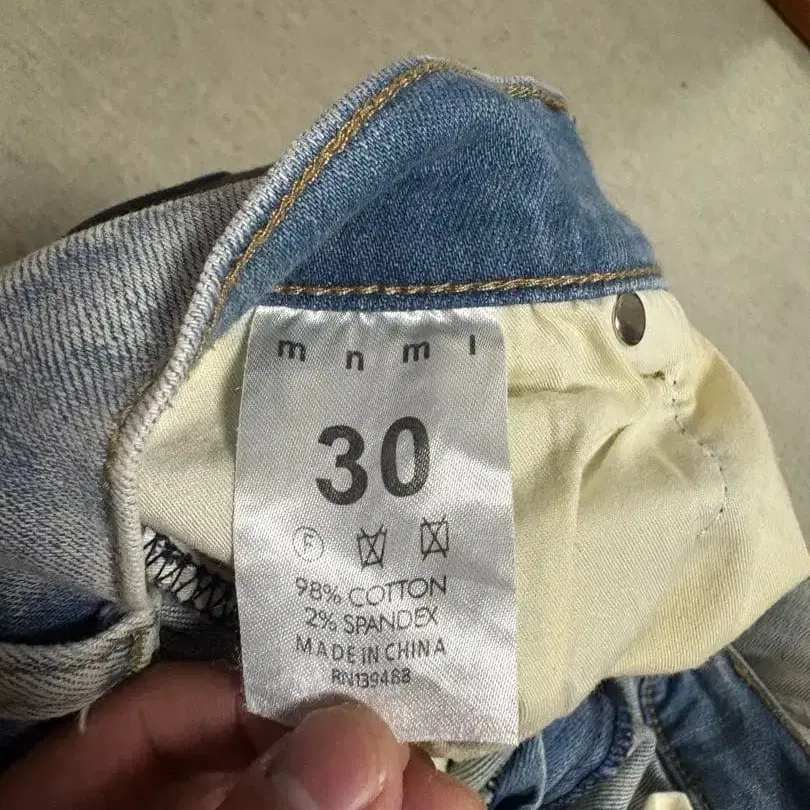 m n m l
30
F
98% COTTON
2% SPANDEX
MADE IN CHINA
RN139488